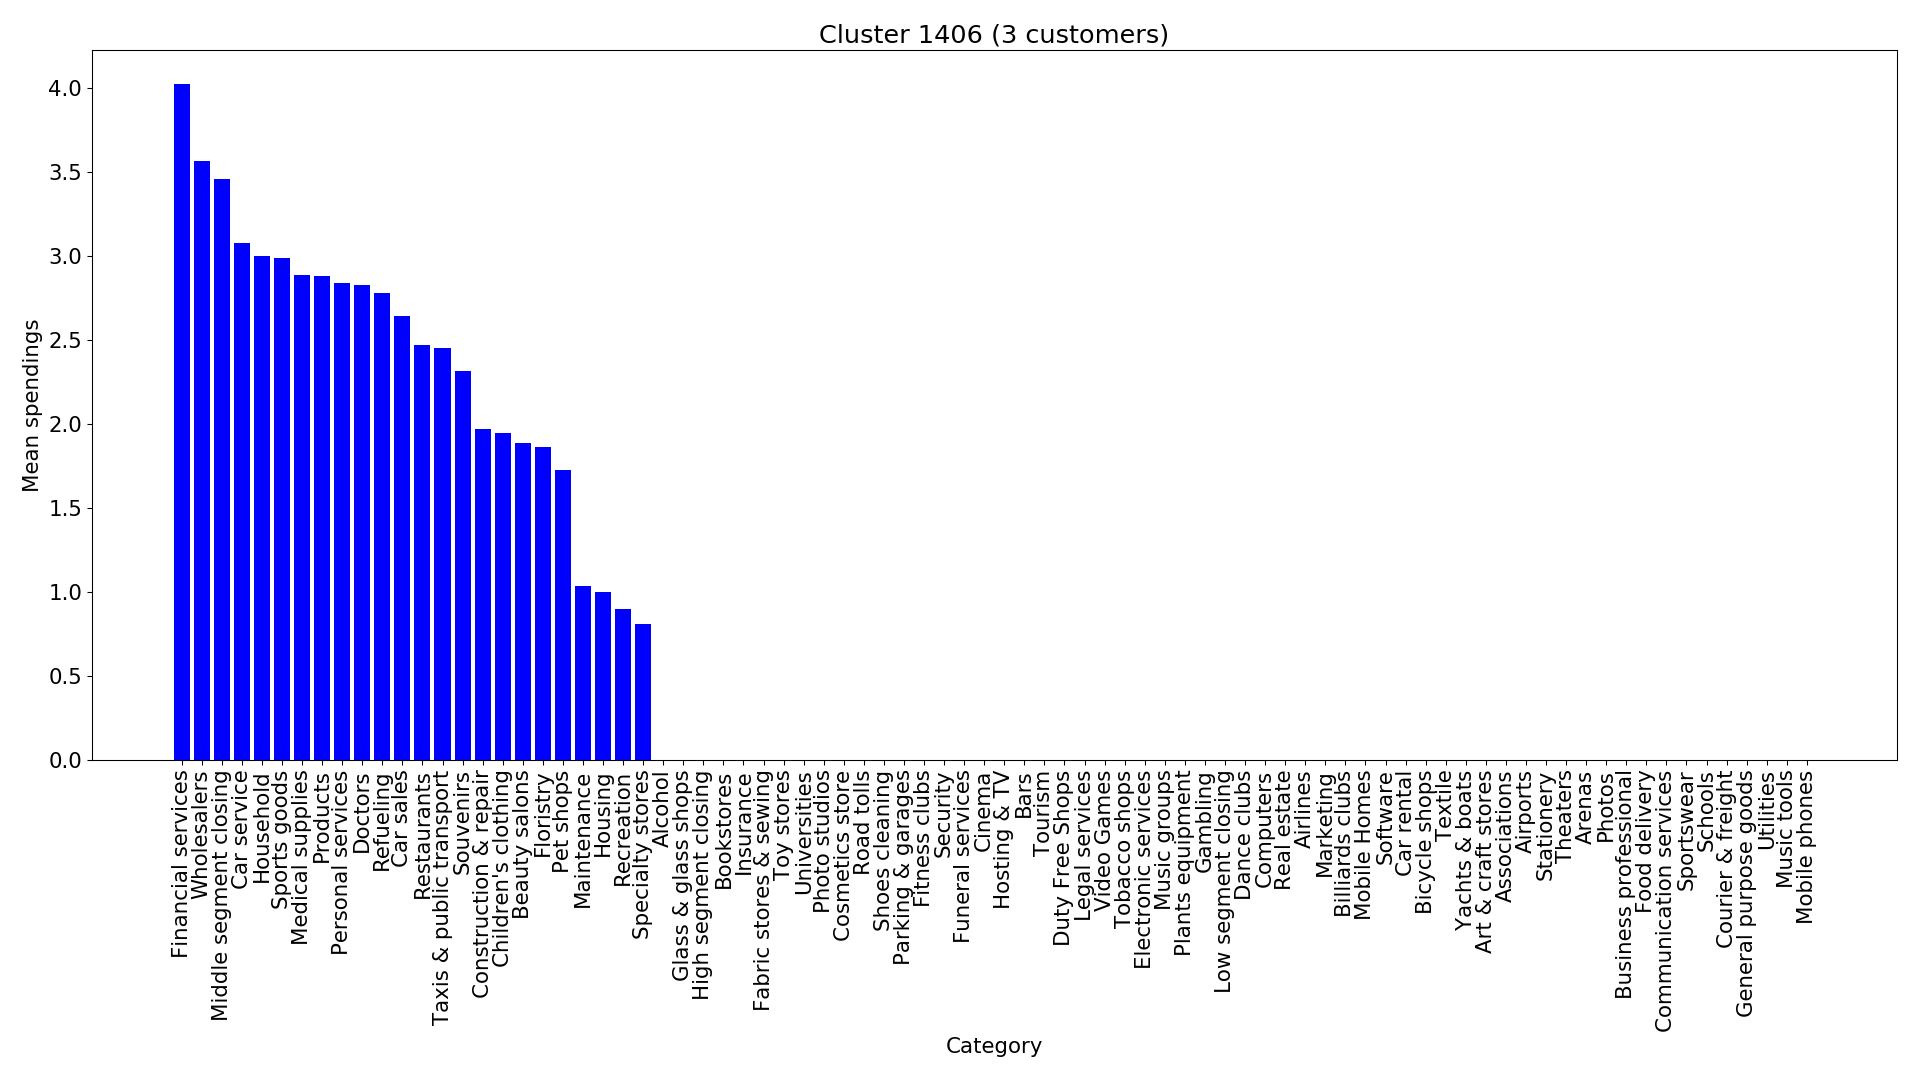 Cluster 1406 (3 customers)
Mean spendings
4.0
3.5
3.0
2.5
2.0
1.5
1.0
0.5
0.0
Financial services
Wholesalers
Middle segment closing
Car service
Household
Sports goods
Medical supplies
Products
Personal services
Doctors
Refueling
Car sales
Restaurants
Taxis & public transport
Souvenirs
Construction & repair
Children's clothing
Beauty salons
Floristry
Pet shops
Maintenance
Housing
Recreation
Specialty stores
Alcohol
Glass & glass shops
High segment closing
Bookstores
Insurance
Fabric stores & sewing
Toy stores
Universities
Photo studios
Cosmetics store
Road tolls
Shoes cleaning
Parking & garages
Fitness clubs
Security
Funeral services
Cinema
Hosting & TV
Bars
Tourism
Duty Free Shops
Legal services
Video Games
Tobacco shops
Electronic services
Music groups
Plants equipment
Gambling
Low segment closing
Dance clubs
Computers
Real estate
Airlines
Marketing
Billiards clubs
Mobile Homes
Software
Car rental
Bicycle shops
Textile
Yachts & boats
Art & craft stores
Associations
Airports
Stationery
Theaters
Arenas
Photos
Business professional
Food delivery
Communication services
Sportswear
Schools
Courier & freight
General purpose goods
Utilities
Music tools
Mobile phones
Category